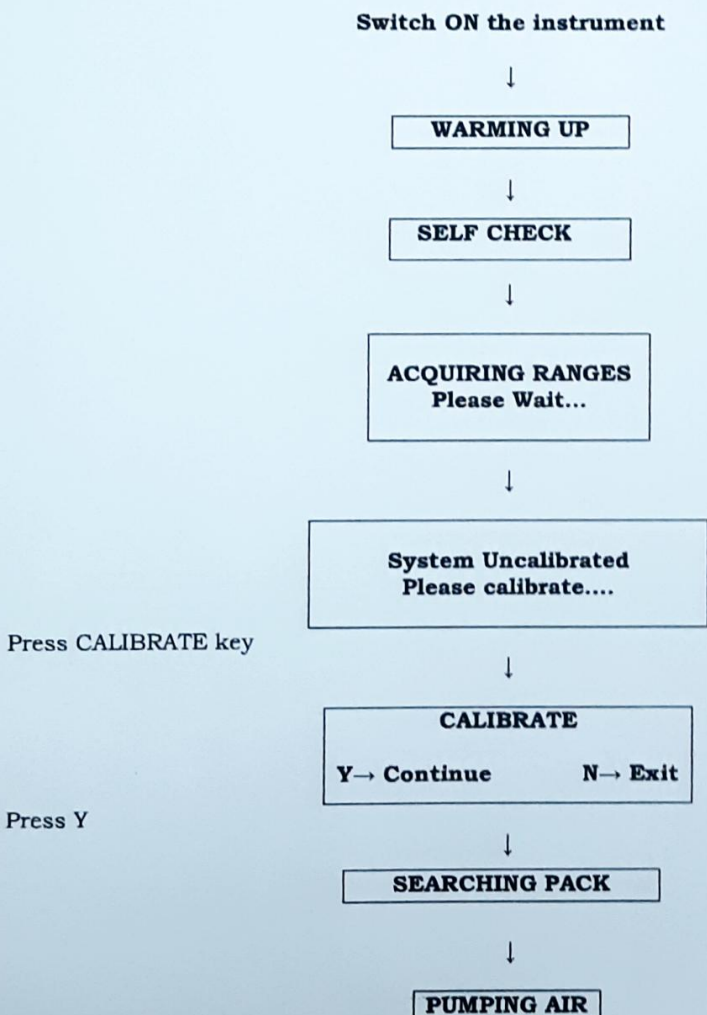 Switch ON the instrument
↓
WARMING UP
↓
SELF CHECK
↓
ACQUIRING RANGES
Please Wait...
↓
System Uncalibrated
Please calibrate....
Press CALIBRATE key
↓
CALIBRATE
Y→ Continue N→ Exit
Press Y
↓
SEARCHING PACK
↓
PUMPING AIR